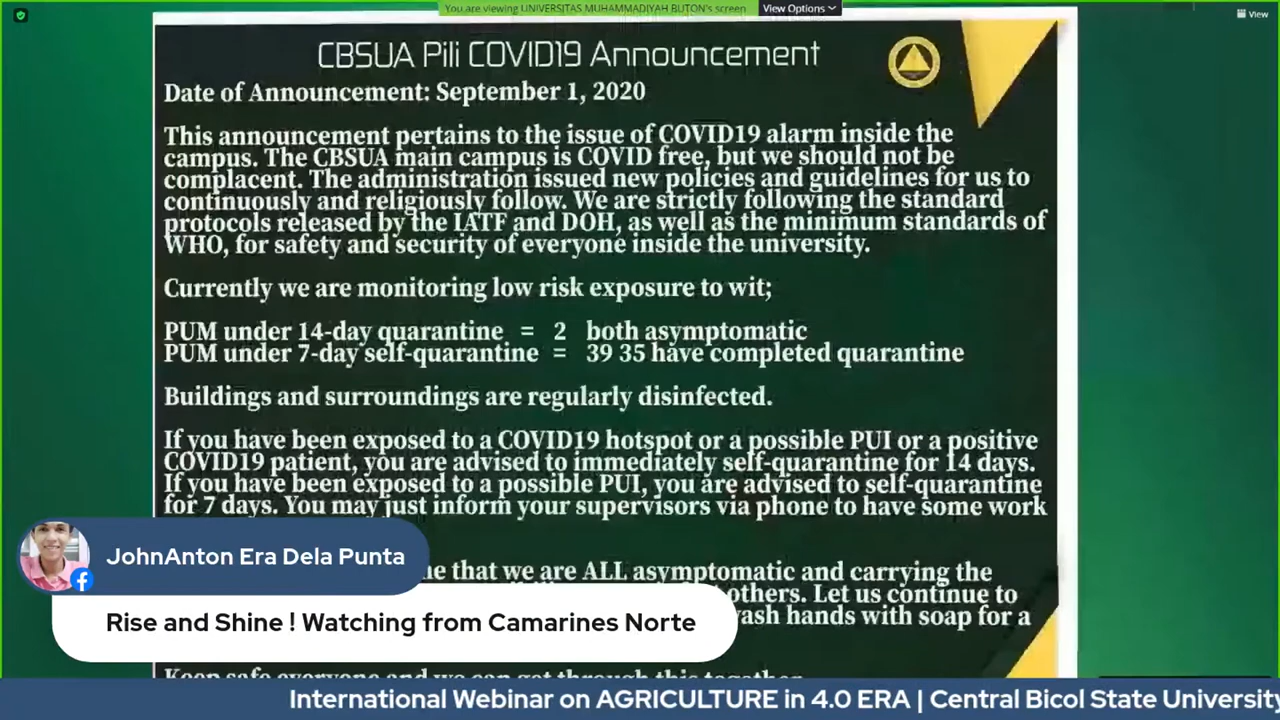 You are viewing UNIVERSITAS MUHAMMADIYAH BUTON's screen
View Options
View
CBSUA Pili COVID19 Announcement
Date of Announcement: September 1, 2020
This announcement pertains to the issue of COVID19 alarm inside the
campus. The CBSUA main campus is COVID free, but we should not be
complacent. The administration issued new policies and guidelines for us to
continuously and religiously follow. We are strictly following the standard
protocols released by the IATF and DOH, as well as the minimum standards of
WHO, for safety and security of everyone inside the university.
Currently we are monitoring low risk exposure to wit;
PUM under 14-day quarantine = 2 both asymptomatic
PUM under 7-day self-quarantine = 39 35 have completed quarantine
Buildings and surroundings are regularly disinfected.
If you have been exposed to a COVID19 hotspot or a possible PUI or a positive
COVID19 patient, you are advised to immediately self-quarantine for 14 days.
If you have been exposed to a possible PUI, you are advised to self-quarantine
for 7 days. You may just inform your supervisors via phone to have some work
that we are ALL asymptomatic and carrying the
others. Let us continue to
hands with soap for a
Keep safe everyone and we can get through this together.
JohnAnton Era Dela Punta
Rise and Shine ! Watching from Camarines Norte
International Webinar on AGRICULTURE in 4.0 ERA | Central Bicol State University